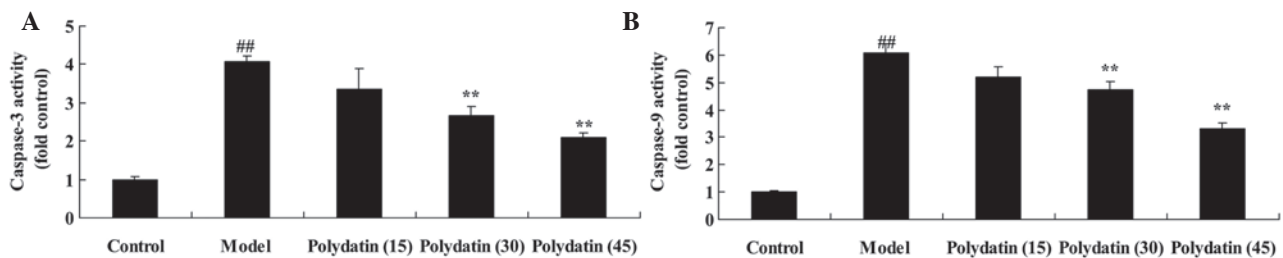 A
Caspase-3 activity
(fold control)
5
4
3
2
1
0
##
**
**
Control Model Polydatin (15) Polydatin (30) Polydatin (45)
B
Caspase-9 activity
(fold control)
7
6
5
4
3
2
1
0
##
**
**
Control Model Polydatin (15) Polydatin (30) Polydatin (45)